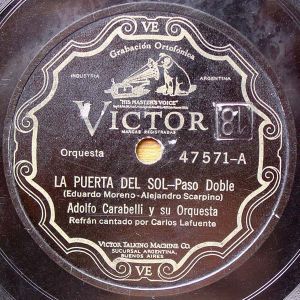 VE
Grabación Ortofónica
INDUSTRIA ARGENTINA
"HIS MASTER'S VOICE"
VICTOR
MARCAS REGISTRADAS
Orquesta 47571-A
LA PUERTA DEL SOL-Paso Doble
(Eduardo Moreno-Alejandro Scarpino)
Adolfo Carabelli y su Orquesta
Refrán cantado por Carlos Lafuente
VICTOR TALKING MACHINE CO.
SUCURSAL ARGENTINA,
BUENOS AIRES
VE